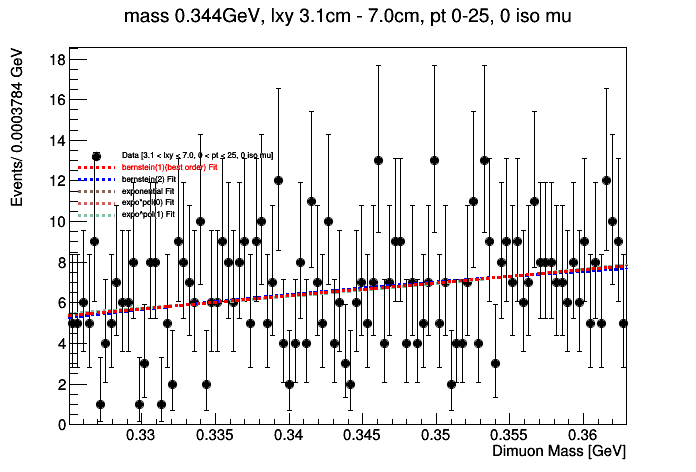 mass 0.344GeV, lxy 3.1cm - 7.0cm, pt 0-25, 0 iso mu
Events/ 0.0003784 GeV
18
16
14
12
10
8
6
4
2
0
Data [3.1 < lxy < 7.0, 0 < pt < 25, 0 iso mu]
bernstein(1)(best order) Fit
bernstein(2) Fit
exponential Fit
expo*pol(0) Fit
expo*pol(1) Fit
0.33 0.335 0.34 0.345 0.35 0.355 0.36
Dimuon Mass [GeV]